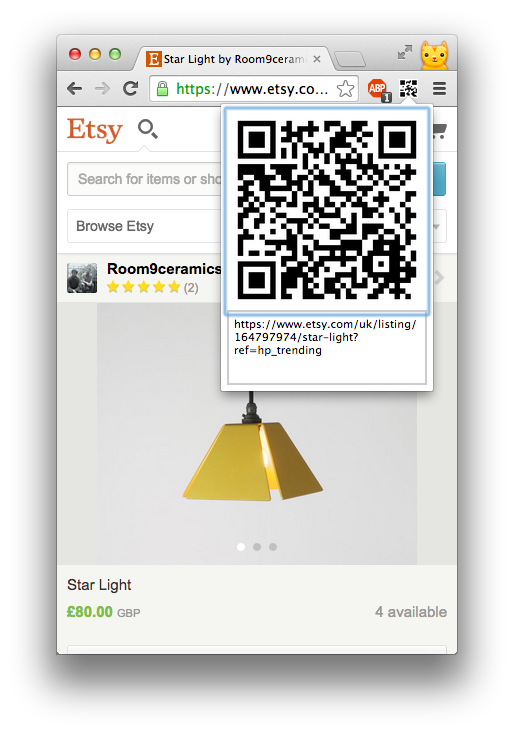 Star Light by Room9cerami
https://www.etsy.co...
ABP
1
Etsy
Search for items or sho
Browse Etsy
https://www.etsy.com/uk/listing/
164797974/star-light?
ref=hp_trending
Room9ceramics
(2)
Star Light
£80.00 GBP
4 available